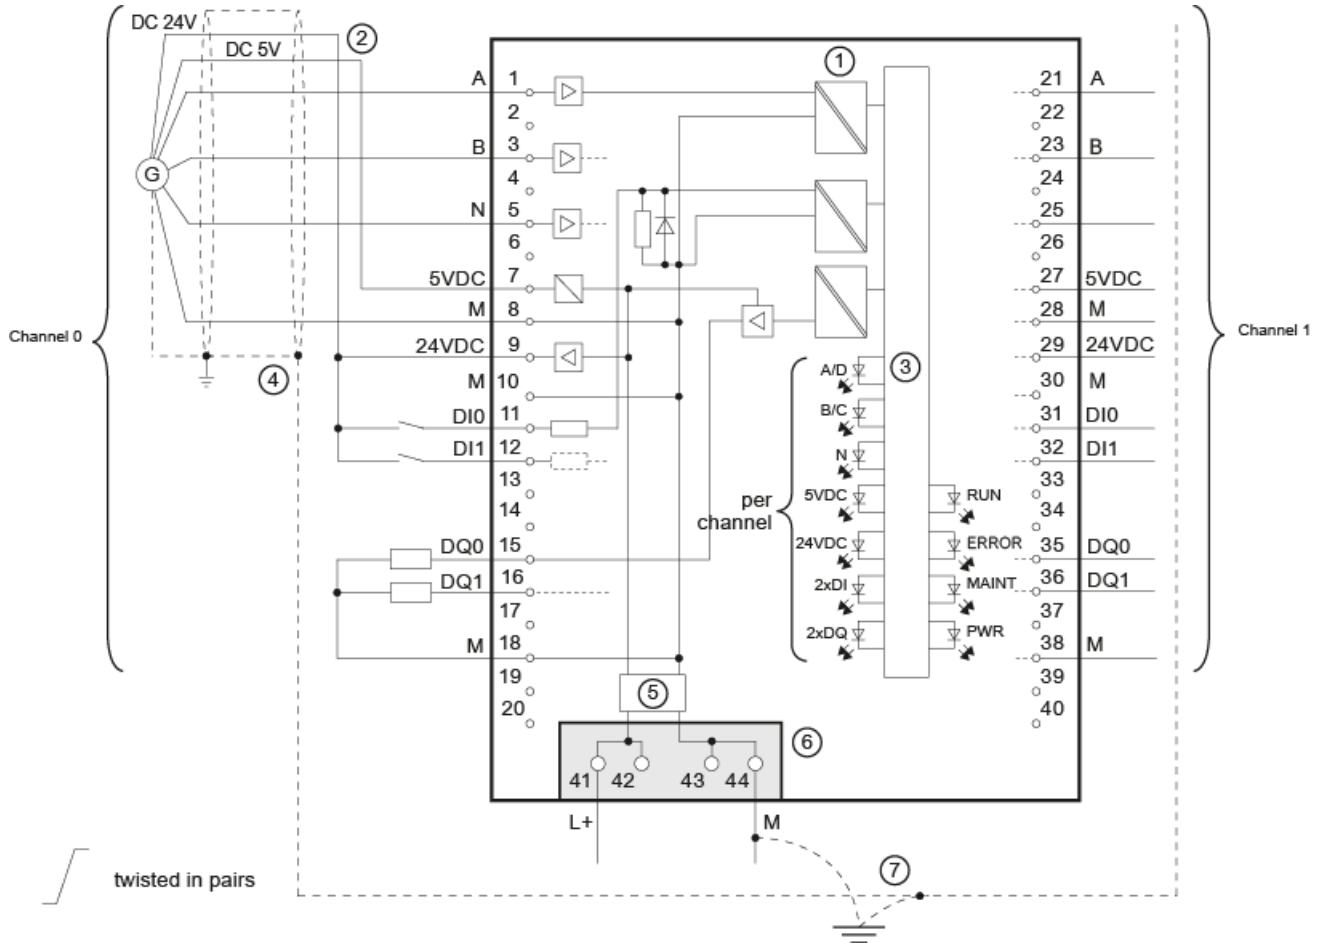 DC 24V
2
DC 5V
1
A 1
21 A
2
22
B 3
23 B
4
24
G
N 5
25
6
26
5VDC 7
27 5VDC
M 8
28 M
Channel 0
Channel 1
24VDC 9
29 24VDC
4
A/D
3
M 10
30 M
DI0 11
B/C
31 DI0
DI1 12
N
32 DI1
13
33
per
channel
5VDC
RUN
14
34
DQ0 15
24VDC
ERROR
35 DQ0
DQ1 16
2xDI
MAINT
36 DQ1
17
37
M 18
2xDQ
PWR
38 M
19
39
5
20
40
6
41 42 43 44
L+ M
7
twisted in pairs